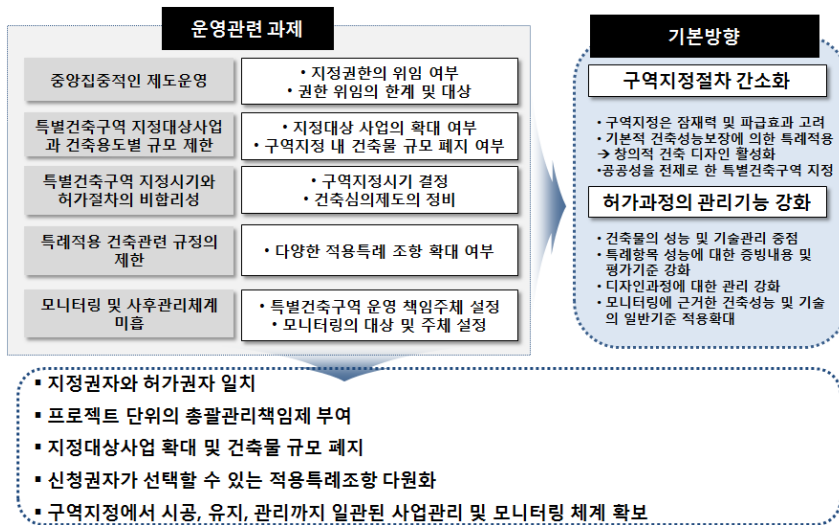 운영관련 과제
중앙집중적인 제도운영
• 지정권한의 위임 여부
• 권한 위임의 한계 및 대상
특별건축구역 지정대상사업
과 건축용도별 규모 제한
• 지정대상 사업의 확대 여부
• 구역지정 내 건축물 규모 폐지 여부
특별건축구역 지정시기와
허가절차의 비합리성
• 구역지정시기 결정
• 건축심의제도의 정비
특례적용 건축관련 규정의
제한
• 다양한 적용특례 조항 확대 여부
모니터링 및 사후관리체계
미흡
• 특별건축구역 운영 책임주체 설정
• 모니터링의 대상 및 주체 설정
기본방향
구역지정절차 간소화
• 구역지정은 잠재력 및 파급효과 고려
• 기본적 건축성능보장에 의한 특례적용
→ 창의적 건축 디자인 활성화
•공공성을 전제로 한 특별건축구역 지정
허가과정의 관리기능 강화
• 건축물의 성능 및 기술관리 중점
• 특례항목 성능에 대한 증빙내용 및
평가기준 강화
• 디자인과정에 대한 관리 강화
• 모니터링에 근거한 건축성능 및 기술
의 일반기준 적용확대
▪ 지정권자와 허가권자 일치
▪ 프로젝트 단위의 총괄관리책임제 부여
▪ 지정대상사업 확대 및 건축물 규모 폐지
▪ 신청권자가 선택할 수 있는 적용특례조항 다원화
▪ 구역지정에서 시공, 유지, 관리까지 일관된 사업관리 및 모니터링 체계 확보